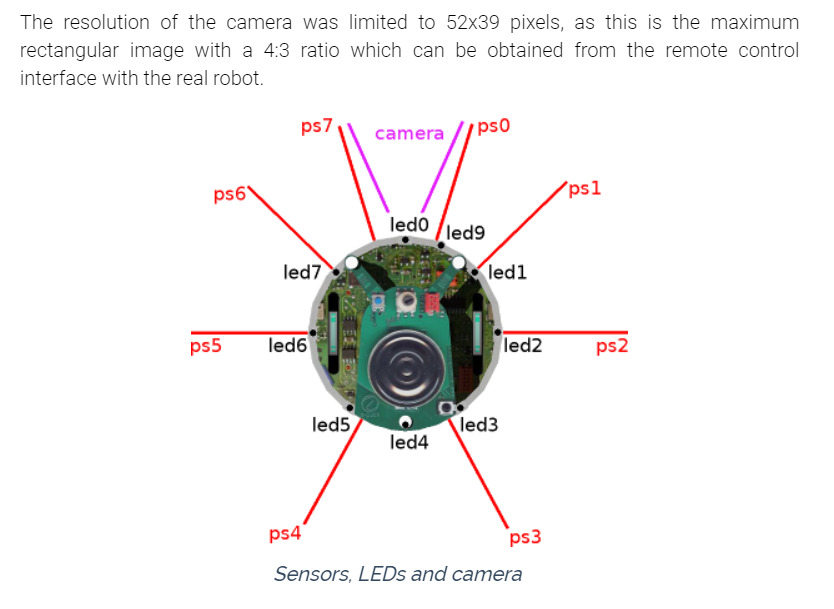 The resolution of the camera was limited to 52x39 pixels, as this is the maximum
rectangular image with a 4:3 ratio which can be obtained from the remote control
interface with the real robot.
ps7 camera ps0
ps6 ps1
led0 led9
led7 led1
ps5 led6 led2 ps2
led5 led3
led4
ps4 ps3
Sensors, LEDs and camera